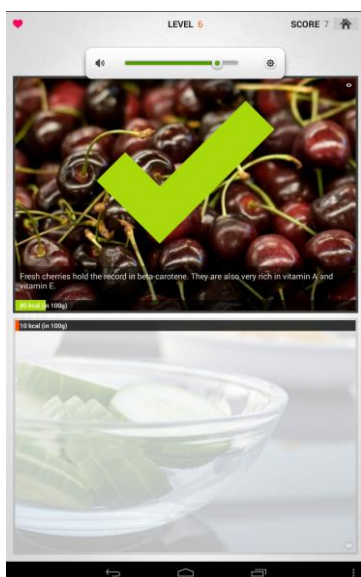 LEVEL 6
SCORE 7
Fresh cherries hold the record in beta-carotene. They are also very rich in vitamin A and
vitamin E.
90 kcal (in 100g)
10 kcal (in 100g)